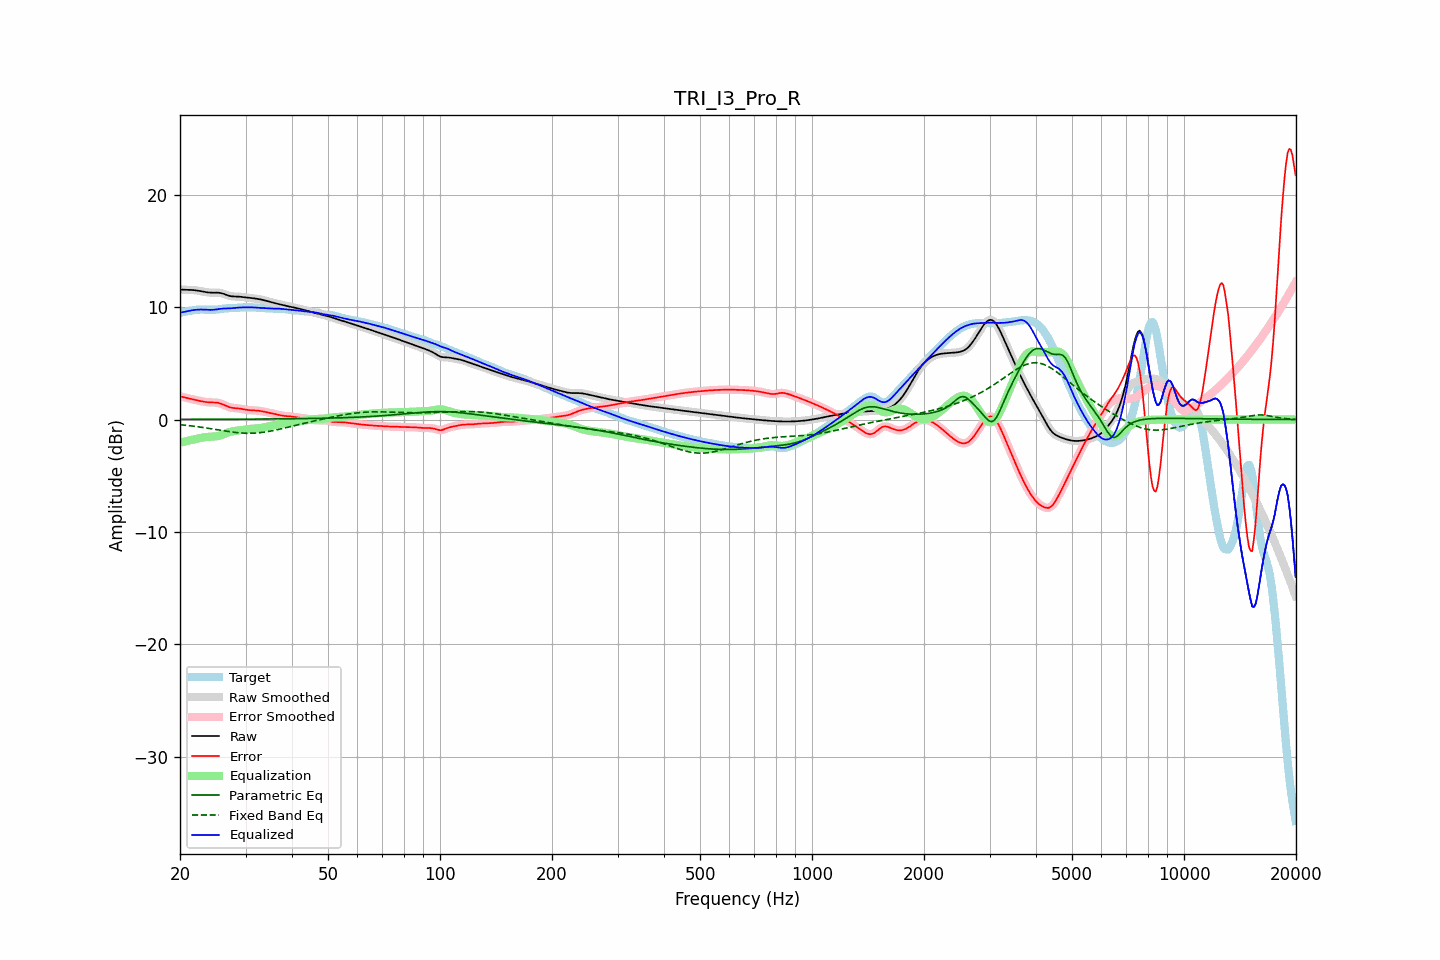 TRI_I3_Pro_R
Amplitude (dBr)
20
10
0
−10
−20
−30
Target
Raw Smoothed
Error Smoothed
Raw
Error
Equalization
Parametric Eq
Fixed Band Eq
Equalized
20 50 100 200 500 1000 2000 5000 10000 20000
Frequency (Hz)